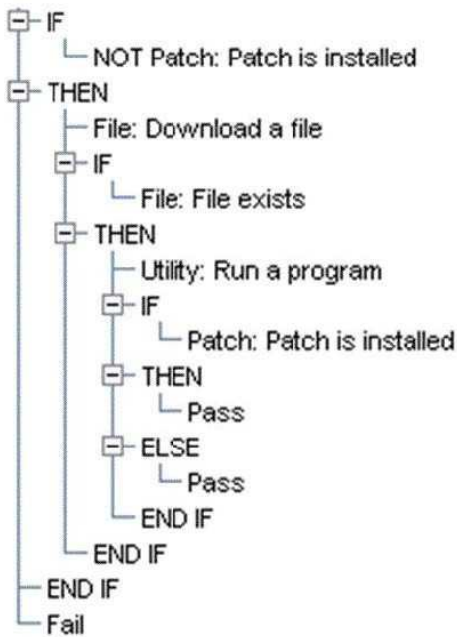 IF
NOT Patch: Patch is installed
THEN
File: Download a file
IF
File: File exists
THEN
Utility: Run a program
IF
Patch: Patch is installed
THEN
Pass
ELSE
Pass
END IF
END IF
END IF
Fail